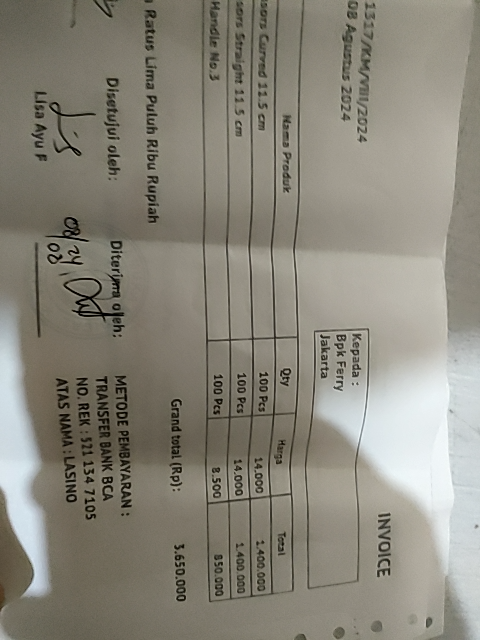 INVOICE
1317/KM/VIII/2024
08 Agustus 2024
Kepada :
Bpk Ferry
Jakarta
Nama Produk Qty Harga Total
Curved 11.5 cm 100 Pcs 14.000 1.400.000
Straight 11.5 cm 100 Pcs 14.000 1.400.000
Handle No.3 100 Pcs 8.500 850.000
Grand total (Rp): 3.650.000
Ratus Lima Puluh Ribu Rupiah
Disetujui oleh: Diterima oleh:
08/24
08
Lisa Ayu F
METODE PEMBAYARAN :
TRANSFER BANK BCA
NO. REK : 521 134 7105
ATAS NAMA : LASINO